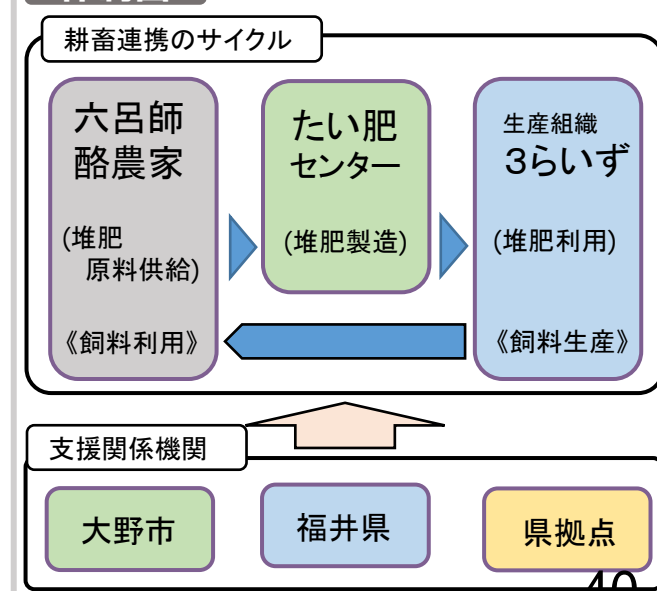 耕畜連携のサイクル
六呂師
酪農家
(堆肥
原料供給)
《飼料利用》
たい肥
センター
(堆肥製造)
生産組織
3らいず
(堆肥利用)
《飼料生産》
支援関係機関
大野市
福井県
県拠点